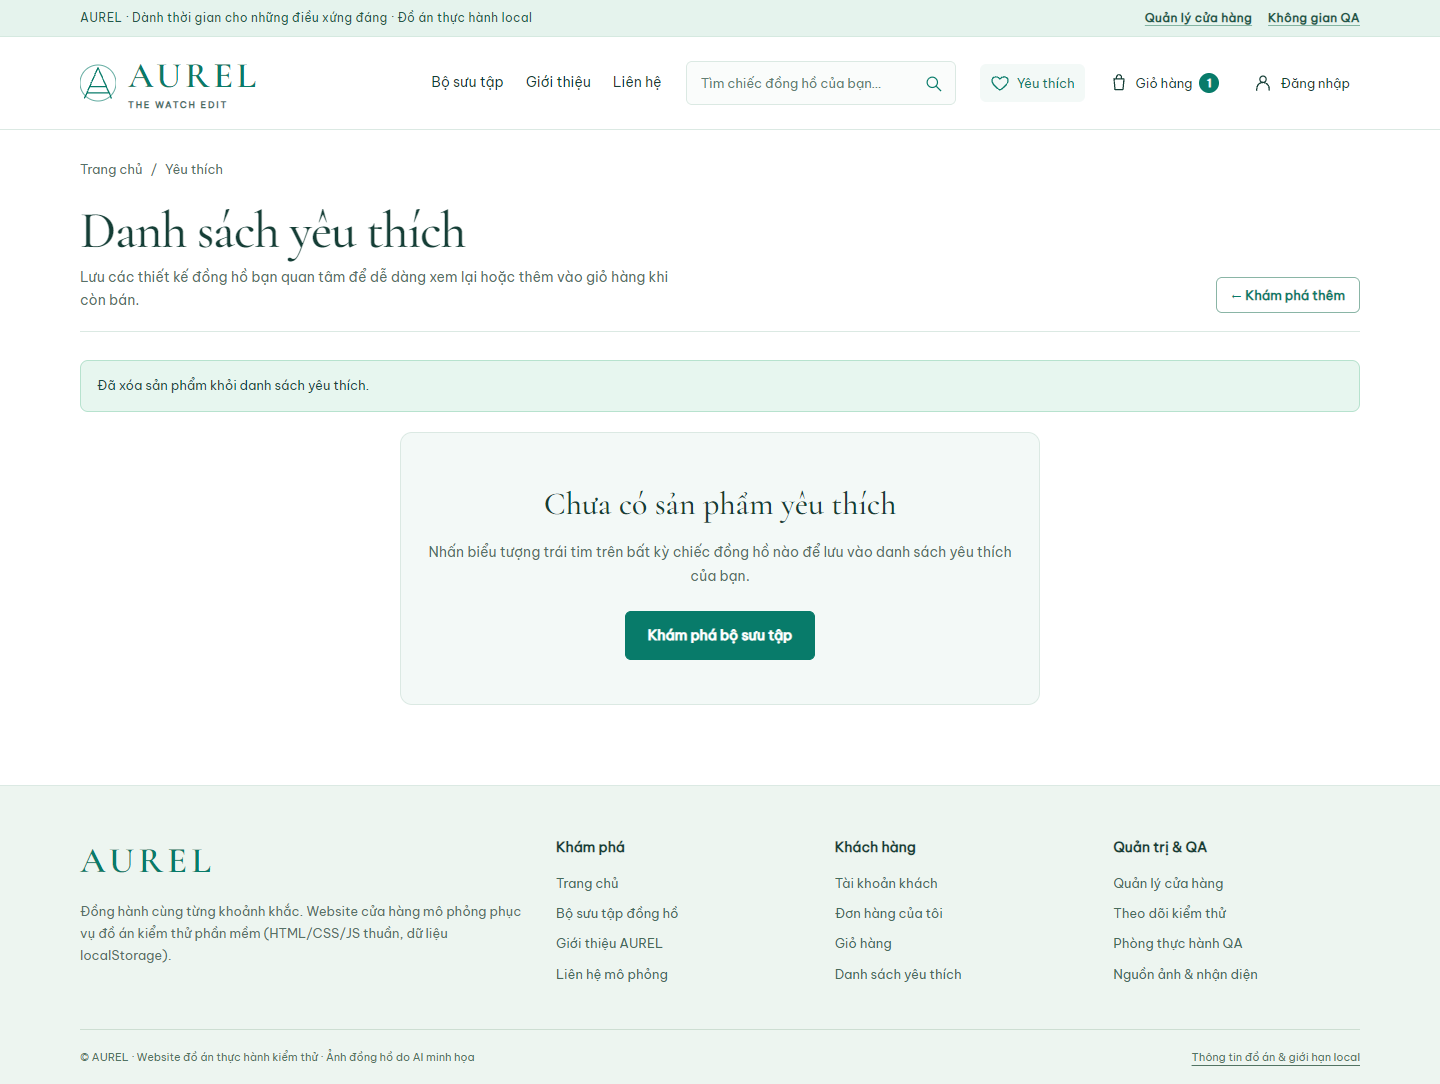 AUREL · Dành thời gian cho những điều xứng đáng · Đồ án thực hành local
Quản lý cửa hàng
Không gian QA
AUREL
THE WATCH EDIT
Bộ sưu tập
Giới thiệu
Liên hệ
Tìm chiếc đồng hồ của bạn...
Yêu thích
Giỏ hàng 1
Đăng nhập
Trang chủ / Yêu thích
Danh sách yêu thích
Lưu các thiết kế đồng hồ bạn quan tâm để dễ dàng xem lại hoặc thêm vào giỏ hàng khi
còn bán.
← Khám phá thêm
Đã xóa sản phẩm khỏi danh sách yêu thích.
Chưa có sản phẩm yêu thích
Nhấn biểu tượng trái tim trên bất kỳ chiếc đồng hồ nào để lưu vào danh sách yêu thích
của bạn.
Khám phá bộ sưu tập
AUREL
Đồng hành cùng từng khoảnh khắc. Website cửa hàng mô phỏng phục
vụ đồ án kiểm thử phần mềm (HTML/CSS/JS thuần, dữ liệu
localStorage).
Khám phá
Trang chủ
Bộ sưu tập đồng hồ
Giới thiệu AUREL
Liên hệ mô phỏng
Khách hàng
Tài khoản khách
Đơn hàng của tôi
Giỏ hàng
Danh sách yêu thích
Quản trị & QA
Quản lý cửa hàng
Theo dõi kiểm thử
Phòng thực hành QA
Nguồn ảnh & nhận diện
© AUREL · Website đồ án thực hành kiểm thử · Ảnh đồng hồ do AI minh họa
Thông tin đồ án & giới hạn local